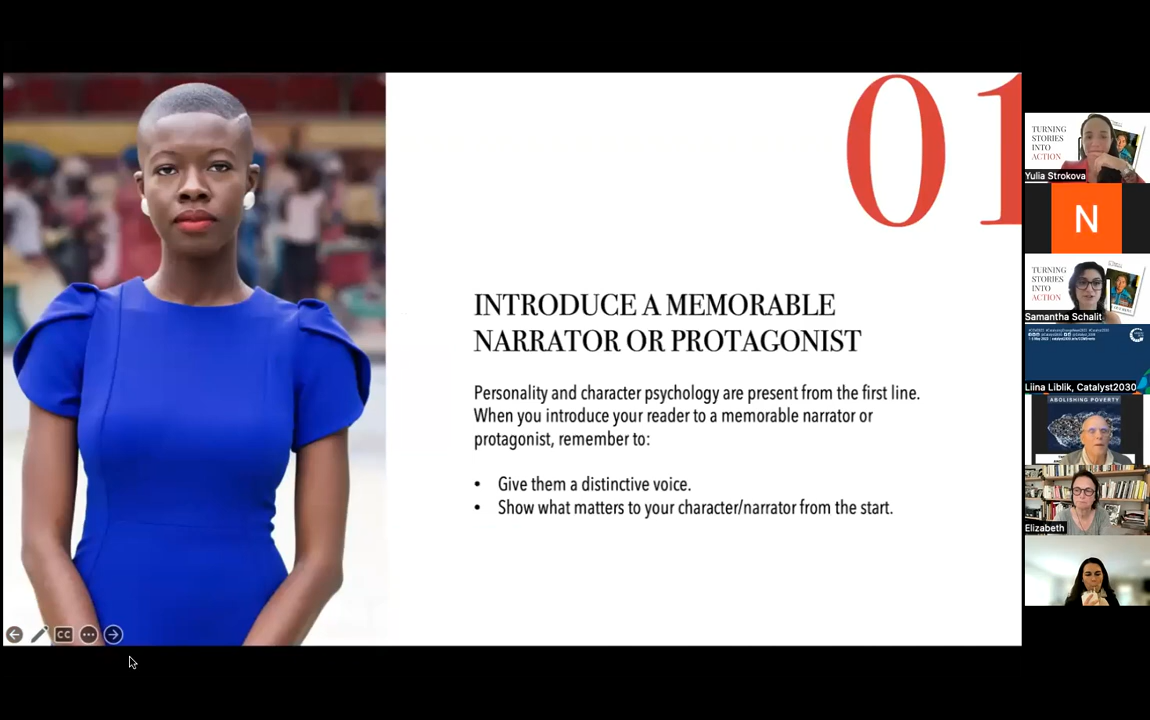 01
INTRODUCE A MEMORABLE
NARRATOR OR PROTAGONIST
Personality and character psychology are present from the first line.
When you introduce your reader to a memorable narrator or
protagonist, remember to:
• Give them a distinctive voice.
• Show what matters to your character/narrator from the start.
CC
TURNING
STORIES
INTO
ACTION
Yulia Strokova
N
TURNING
STORIES
INTO
ACTION
Samantha Schalit
Liina Liblik, Catalyst2030
ABOLISHING POVERTY
Elizabeth